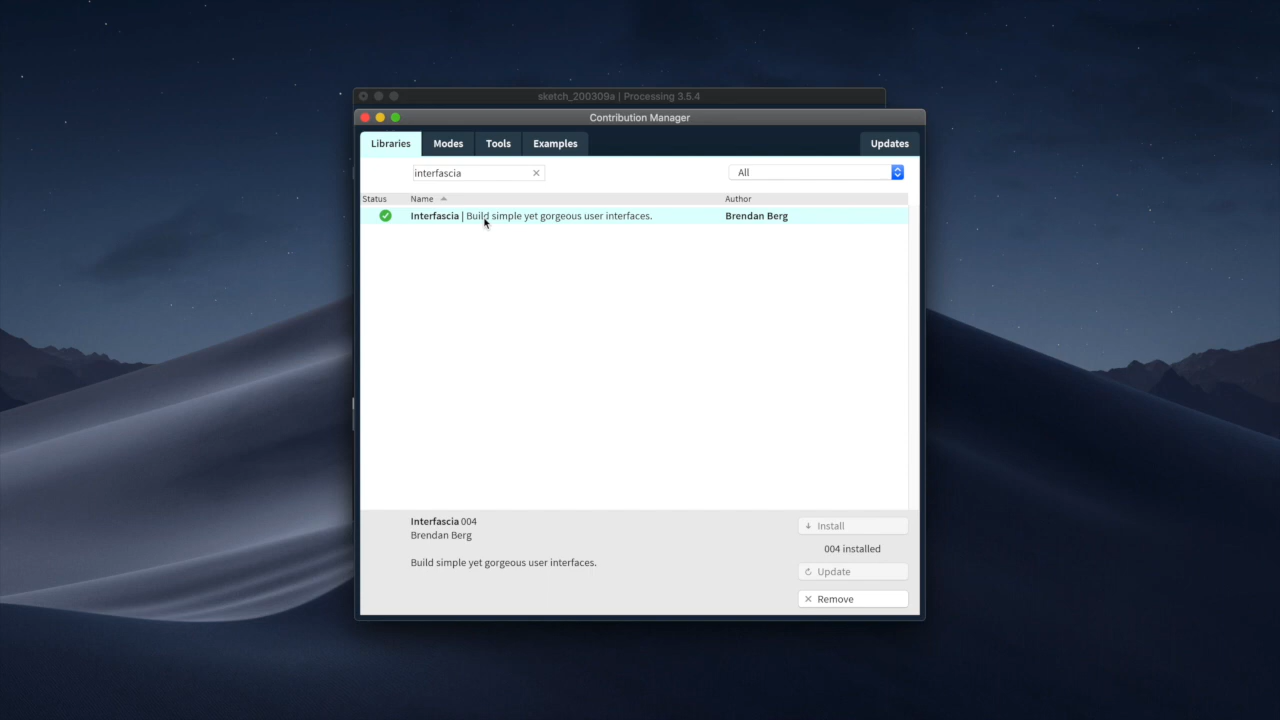 sketch_200309a | Processing 3.5.4
Contribution Manager
Libraries Modes Tools Examples Updates
interfascia All
Status Name Author
Interfascia | Build simple yet gorgeous user interfaces. Brendan Berg
Interfascia 004
Install
Brendan Berg
004 installed
Build simple yet gorgeous user interfaces.
Update
Remove